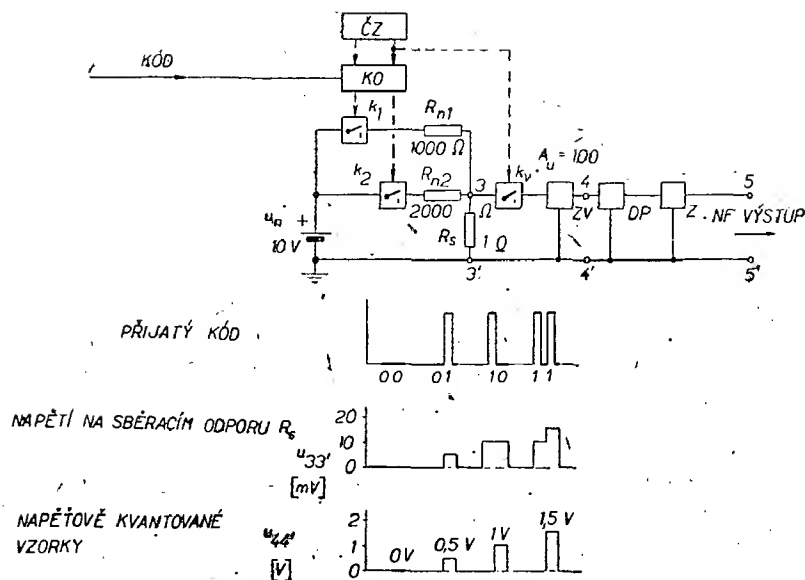 ČZ
KÓD
KO
k1
Rn1
1000 Ω
k2
Rn2
2000 Ω
3
kv
Au = 100
4
5
ZV
DP
Z
NF VÝSTUP
10 V
+
Rs
1 Ω
3'
4'
5'
PŘIJATÝ KÓD
00 01 10 11
NAPĚTÍ NA SBĚRACÍM ODPORU Rs
u33'
[mV]
20
10
0
NAPĚŤOVĚ KVANTOVANÉ
VZORKY
u44'
[V]
2
1
0
0V 0,5 V 1V 1,5 V